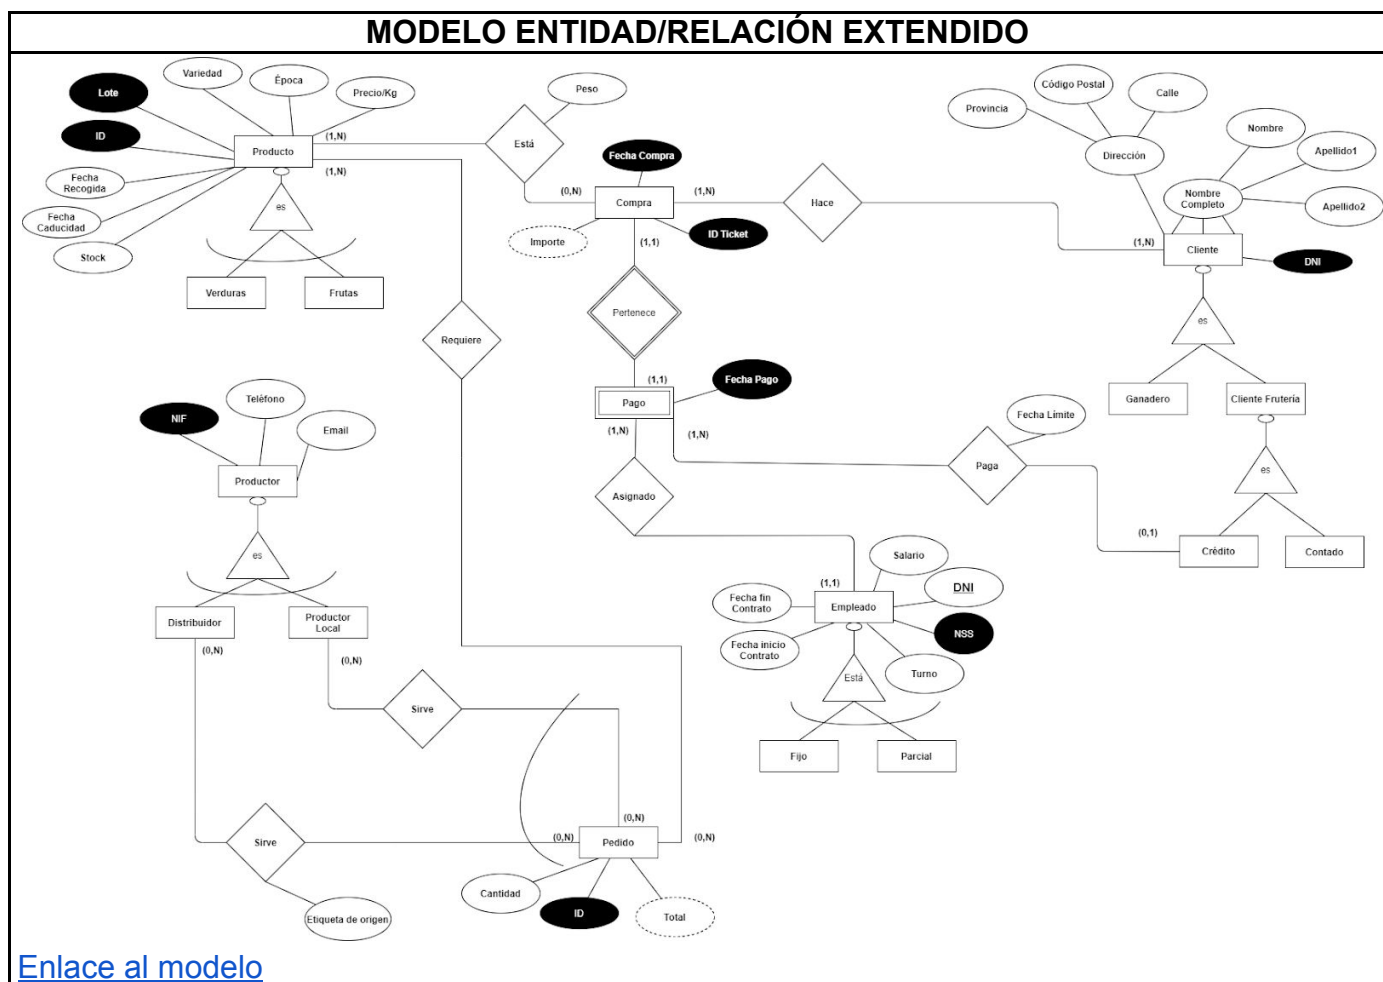 MODELO ENTIDAD/RELACIÓN EXTENDIDO
Lote
Variedad
Época
Precio/Kg
ID
Fecha
Recogida
Fecha
Caducidad
Stock
Producto
(1,N)
(1,N)
es
Verduras
Frutas
Está
Peso
Fecha Compra
(0,N)
Compra
(1,N)
Importe
(1,1)
ID Ticket
Hace
Provincia
Código Postal
Calle
Dirección
Nombre
Apellido1
Nombre
Completo
Apellido2
(1,N)
Cliente
DNI
es
Ganadero
Cliente Frutería
es
Crédito
Contado
Pertenece
Requiere
(1,1)
Pago
Fecha Pago
(1,N)
(1,N)
Fecha Límite
Paga
(0,1)
Asignado
NIF
Teléfono
Email
Productor
es
Distribuidor
Productor
Local
(0,N)
(0,N)
Sirve
Salario
(1,1)
DNI
Fecha fin
Contrato
Empleado
NSS
Fecha inicio
Contrato
Turno
Está
Fijo
Parcial
Sirve
(0,N)
(0,N)
(0,N)
Pedido
Cantidad
ID
Total
Etiqueta de origen
Enlace al modelo